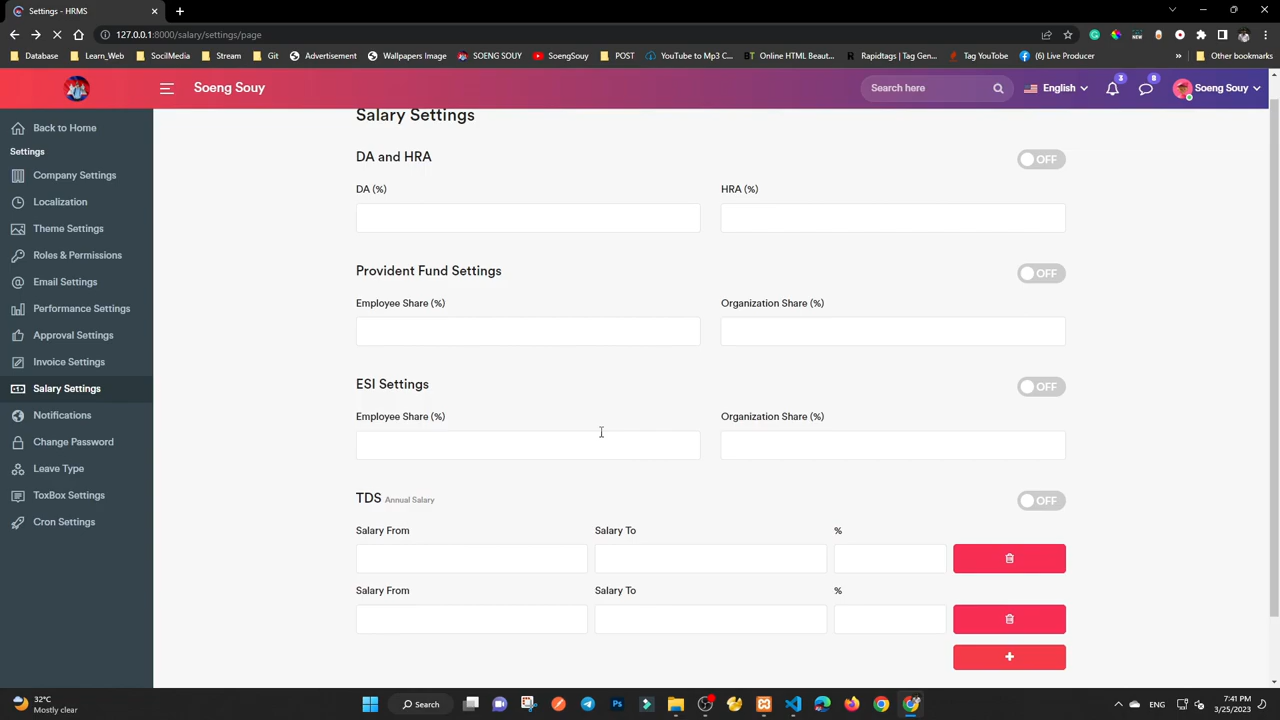 Settings - HRMS
127.0.0.1:8000/salary/settings/page
Database
Learn_Web
SocilMedia
Stream
Git
Advertisement
Wallpapers Image
SOENG SOUY
SoengSouy
POST
YouTube to Mp3 C...
Online HTML Beaut...
Rapidtags | Tag Gen...
Tag YouTube
(6) Live Producer
»
Other bookmarks
Soeng Souy
Search here
English
3
8
Soeng Souy
Back to Home
Settings
Company Settings
Localization
Theme Settings
Roles & Permissions
Email Settings
Performance Settings
Approval Settings
Invoice Settings
Salary Settings
Notifications
Change Password
Leave Type
ToxBox Settings
Cron Settings
Salary Settings
DA and HRA
OFF
DA (%)
HRA (%)
Provident Fund Settings
OFF
Employee Share (%)
Organization Share (%)
ESI Settings
OFF
Employee Share (%)
Organization Share (%)
TDS Annual Salary
OFF
Salary From
Salary To
%
Salary From
Salary To
%
32°C
Mostly clear
Search
ENG
7:41 PM
3/25/2023